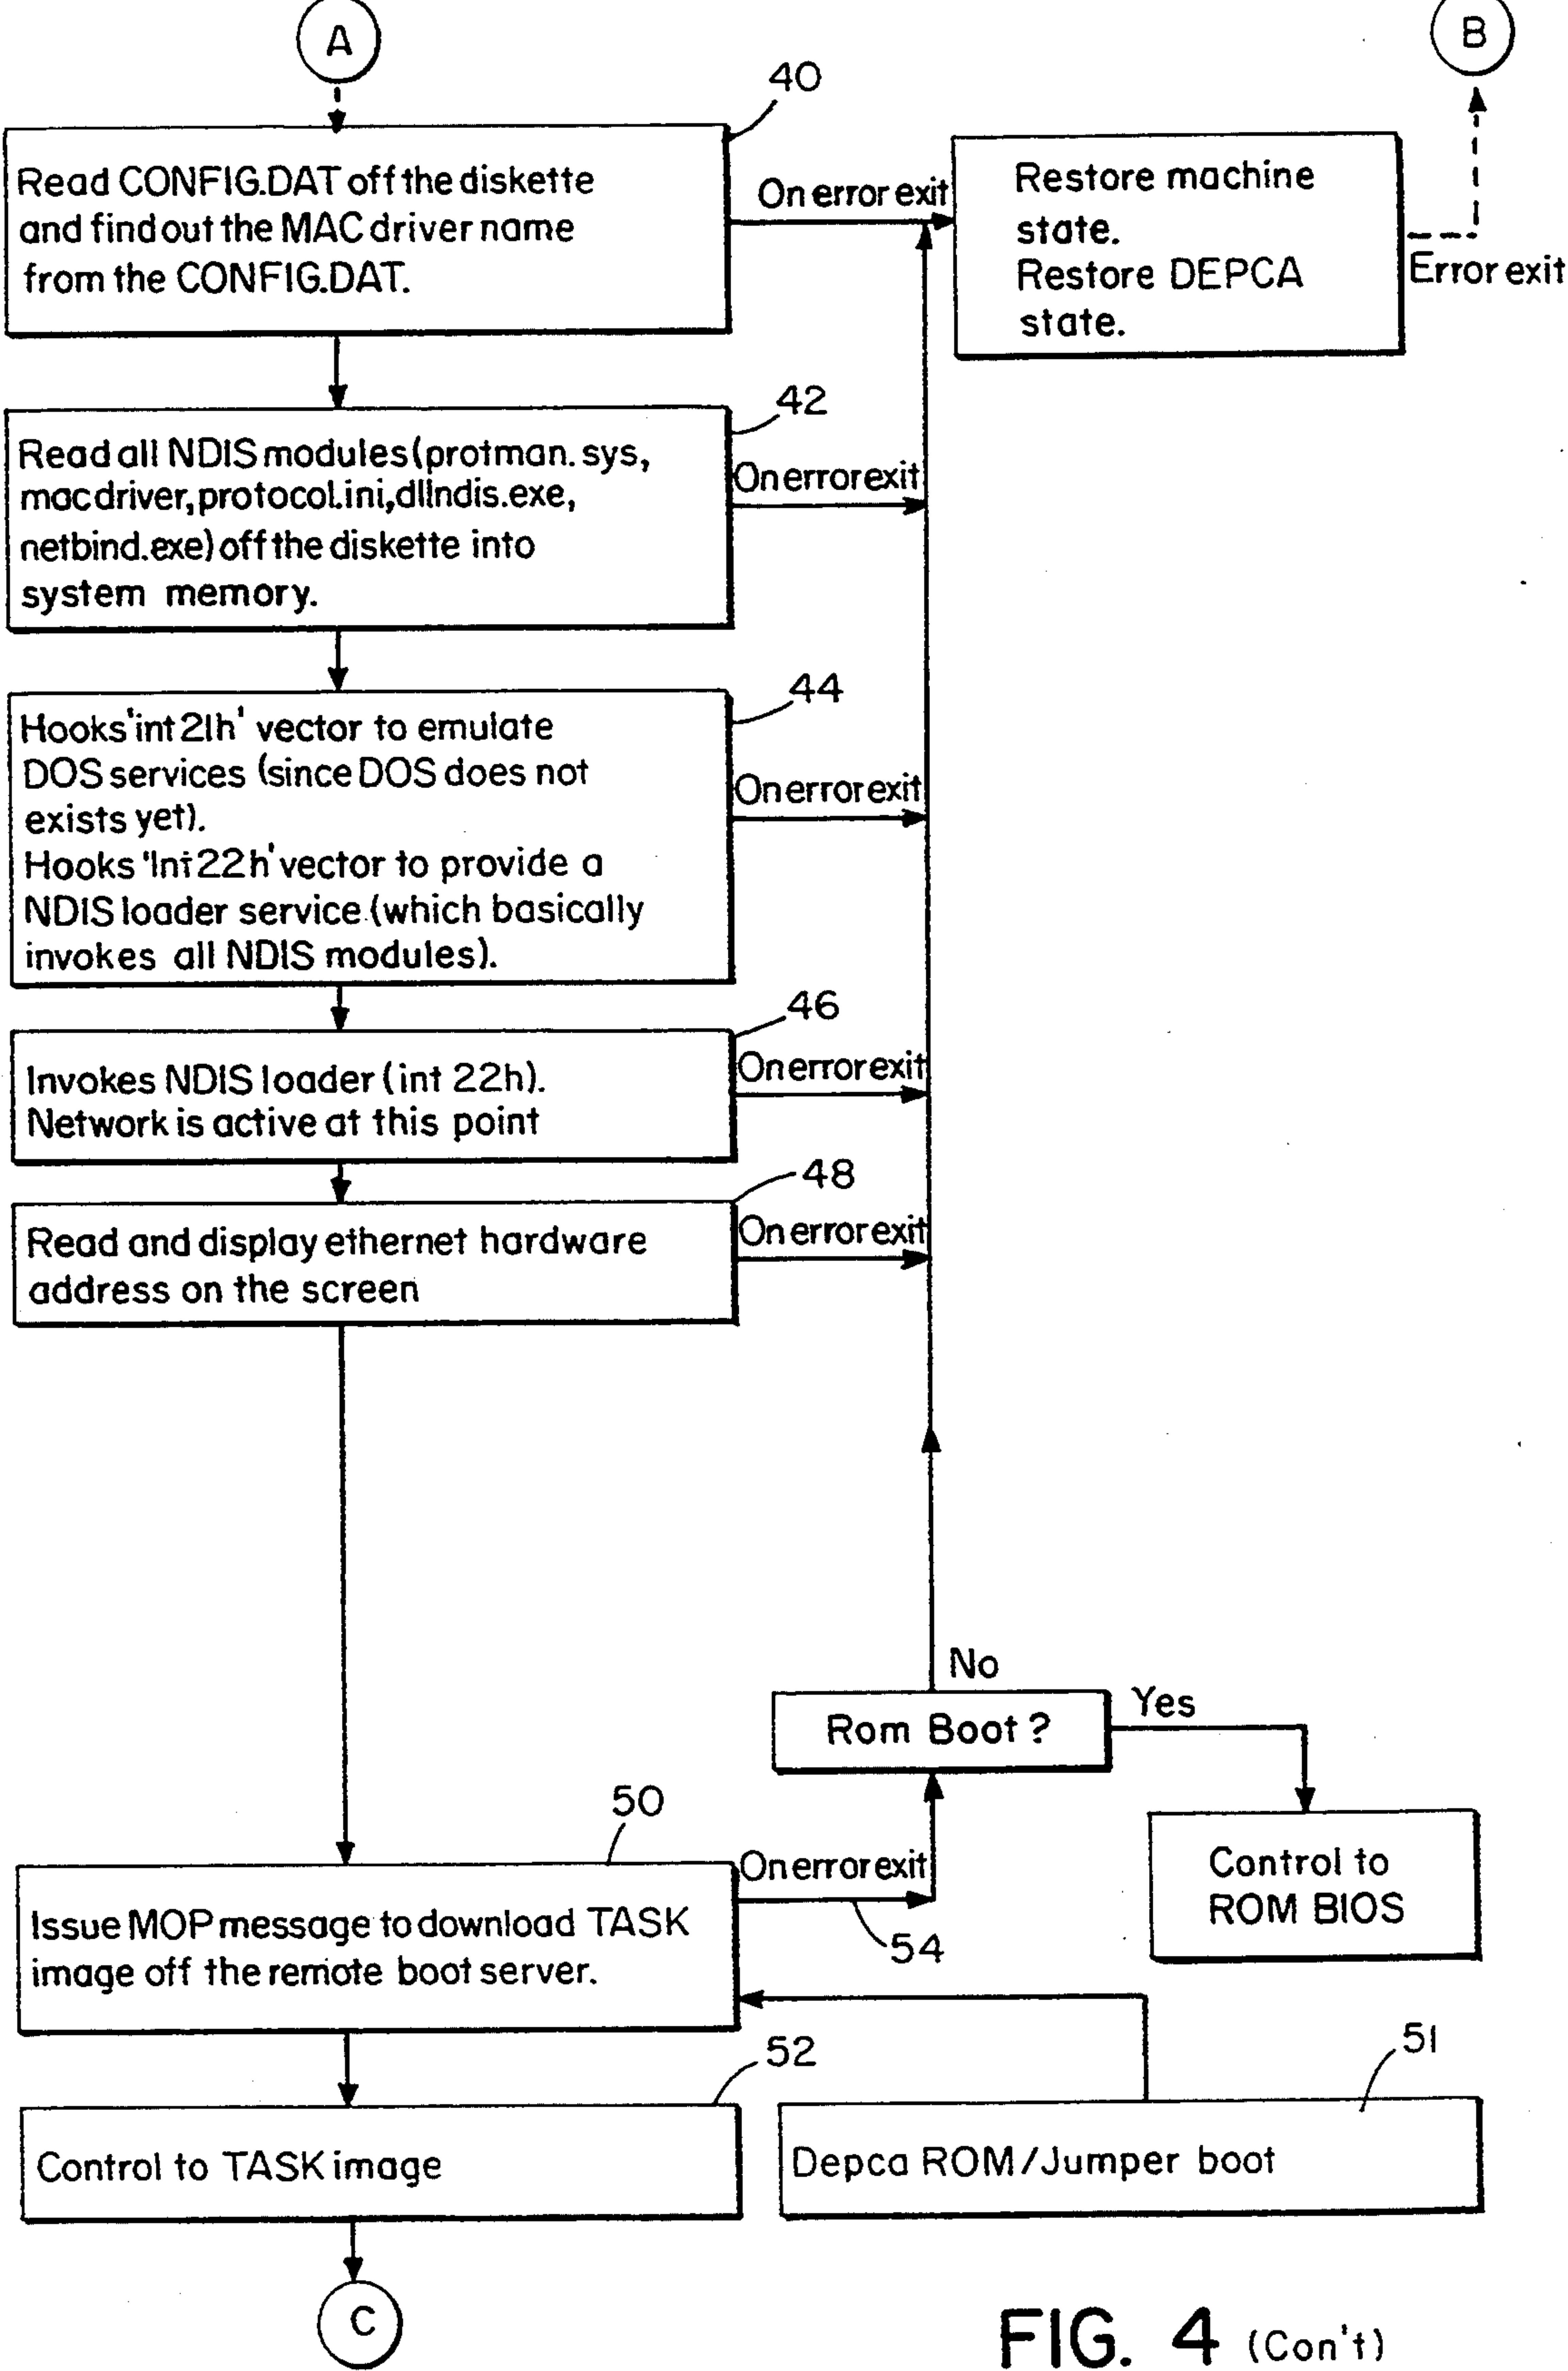 A
B
40
Read CONFIG.DAT off the diskette
and find out the MAC driver name
from the CONFIG.DAT.
On error exit
Restore machine
state.
Restore DEPCA
state.
Error exit
42
Read all NDIS modules (protman.sys,
macdriver, protocol.ini, dllndis.exe,
netbind.exe) off the diskette into
system memory.
On error exit
44
Hooks 'int 21h' vector to emulate
DOS services (since DOS does not
exists yet).
Hooks 'Int 22h' vector to provide a
NDIS loader service (which basically
invokes all NDIS modules).
On error exit
46
Invokes NDIS loader (int 22h).
Network is active at this point
On error exit
48
Read and display ethernet hardware
address on the screen
On error exit
No
Rom Boot ?
Yes
Control to
ROM BIOS
50
Issue MOP message to download TASK
image off the remote boot server.
On error exit
54
52
Control to TASK image
51
Depca ROM/Jumper boot
C
FIG. 4 (Con't)